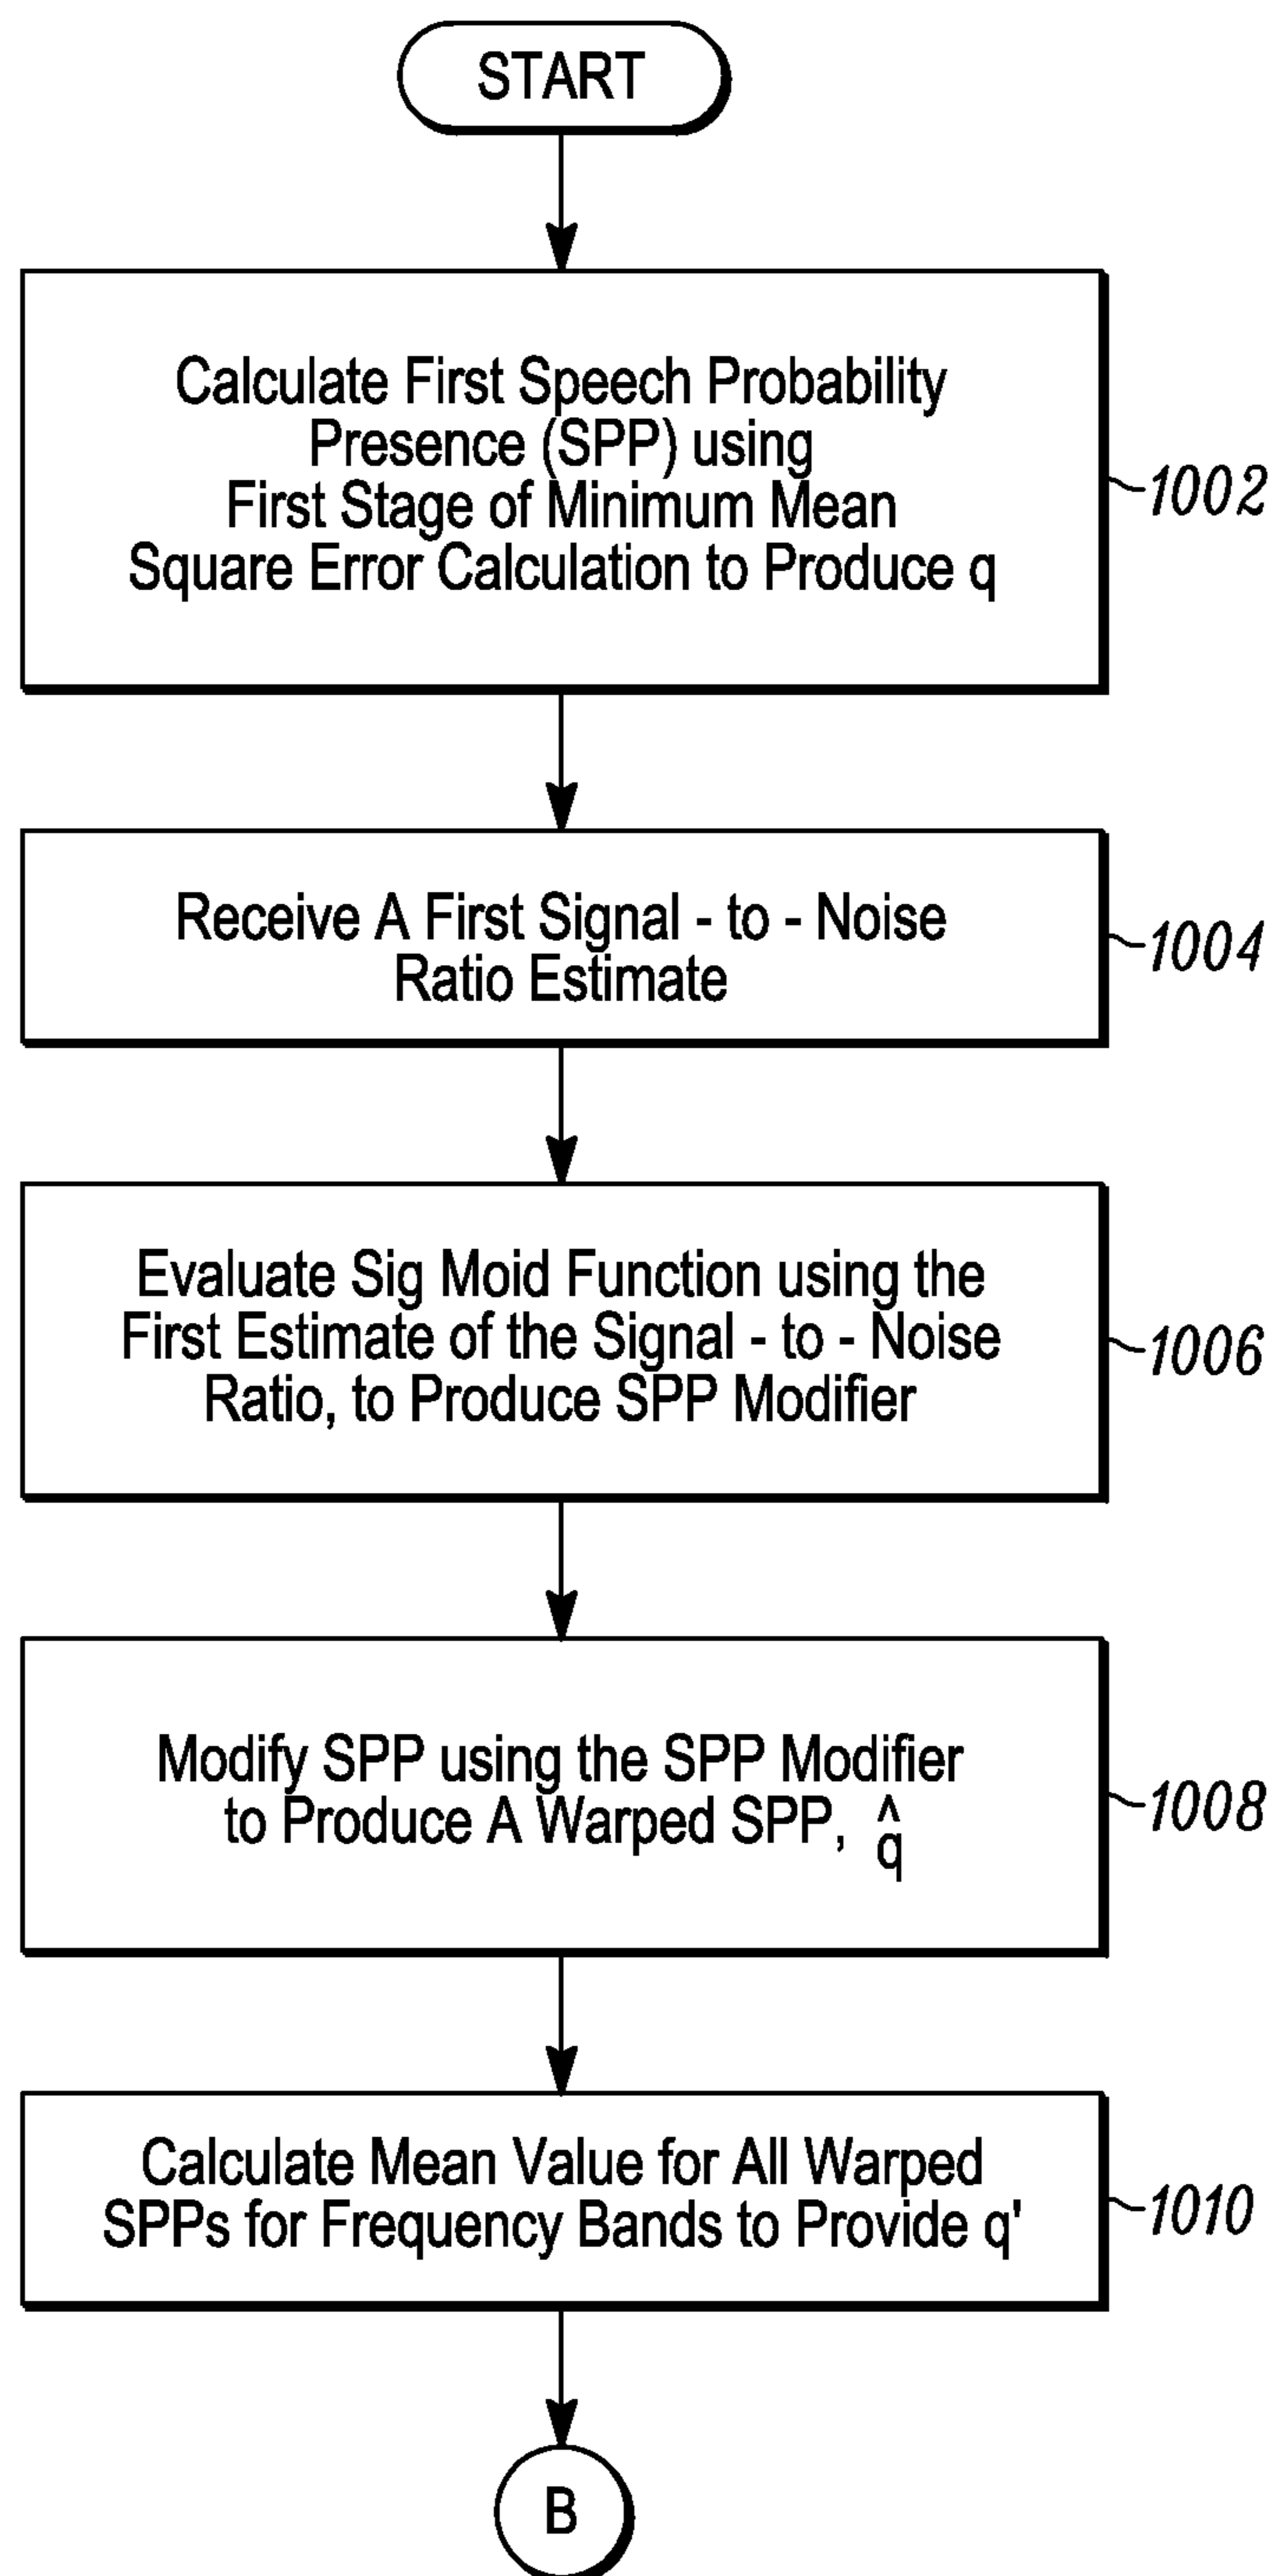 START
Calculate First Speech Probability
Presence (SPP) using
First Stage of Minimum Mean
Square Error Calculation to Produce q
1002
Receive A First Signal - to - Noise
Ratio Estimate
1004
Evaluate Sig Moid Function using the
First Estimate of the Signal - to - Noise
Ratio, to Produce SPP Modifier
1006
Modify SPP using the SPP Modifier
to Produce A Warped SPP, q̂
1008
Calculate Mean Value for All Warped
SPPs for Frequency Bands to Provide q'
1010
B